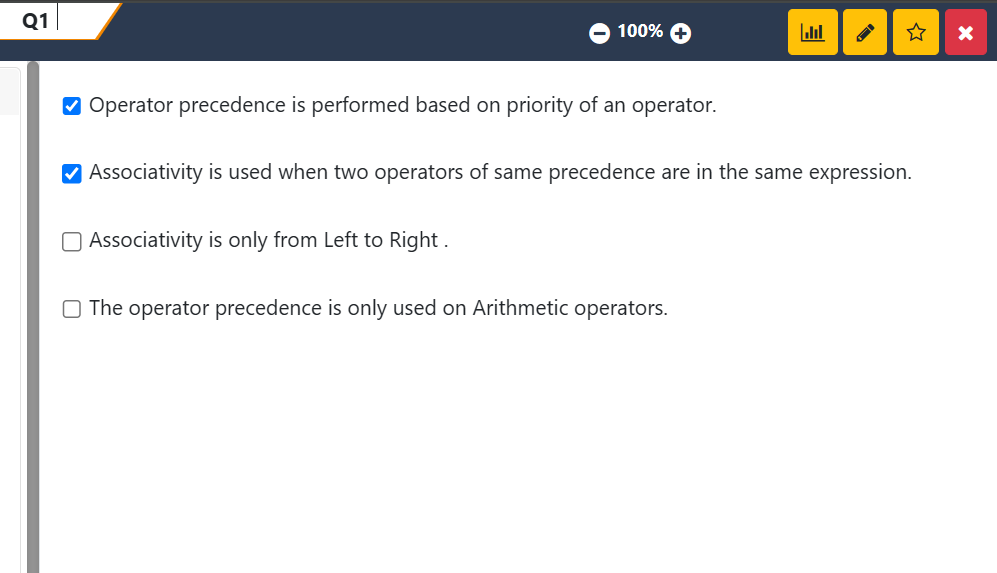 Q1
100%
Operator precedence is performed based on priority of an operator.
Associativity is used when two operators of same precedence are in the same expression.
Associativity is only from Left to Right .
The operator precedence is only used on Arithmetic operators.